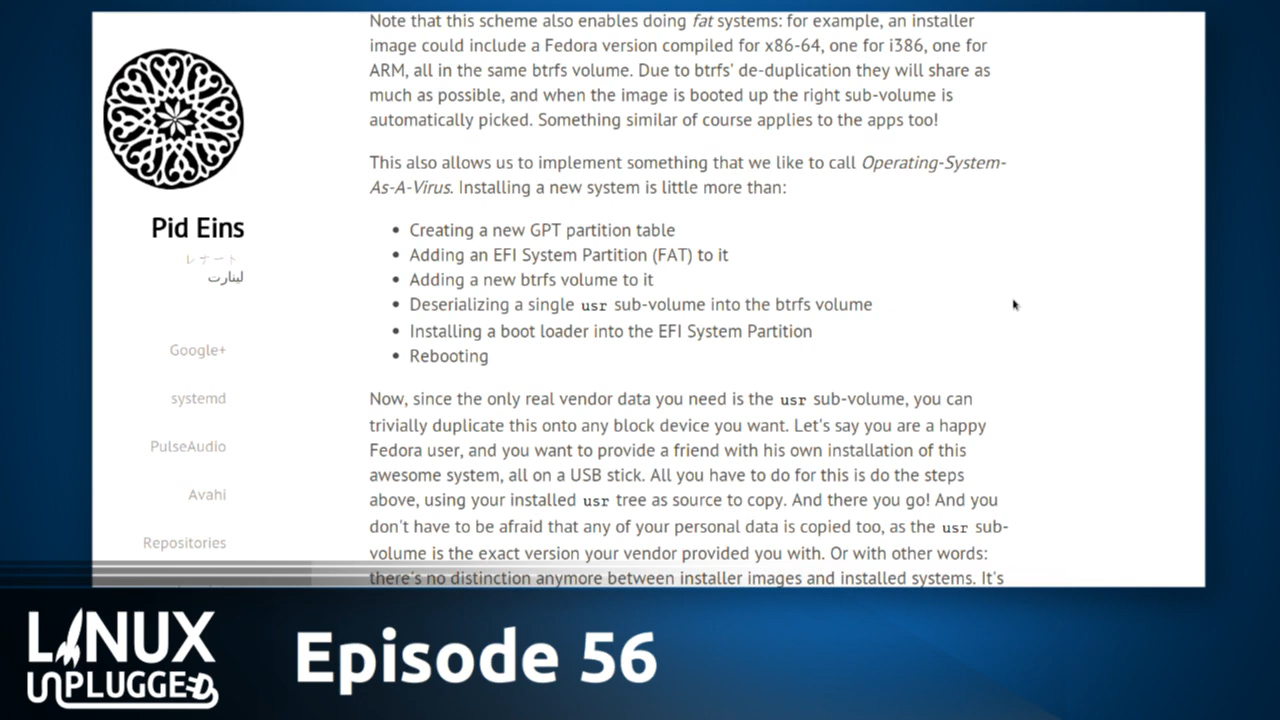 Note that this scheme also enables doing fat systems: for example, an installer
image could include a Fedora version compiled for x86-64, one for i386, one for
ARM, all in the same btrfs volume. Due to btrfs' de-duplication they will share as
much as possible, and when the image is booted up the right sub-volume is
automatically picked. Something similar of course applies to the apps too!
This also allows us to implement something that we like to call Operating-System-
As-A-Virus. Installing a new system is little more than:
• Creating a new GPT partition table
• Adding an EFI System Partition (FAT) to it
• Adding a new btrfs volume to it
• Deserializing a single usr sub-volume into the btrfs volume
• Installing a boot loader into the EFI System Partition
• Rebooting
Now, since the only real vendor data you need is the usr sub-volume, you can
trivially duplicate this onto any block device you want. Let's say you are a happy
Fedora user, and you want to provide a friend with his own installation of this
awesome system, all on a USB stick. All you have to do for this is do the steps
above, using your installed usr tree as source to copy. And there you go! And you
don't have to be afraid that any of your personal data is copied too, as the usr sub-
volume is the exact version your vendor provided you with. Or with other words:
there's no distinction anymore between installer images and installed systems. It's
Pid Eins
レナート
لينارت
Google+
systemd
PulseAudio
Avahi
Repositories
LINUX
UNPLUGGED
Episode 56